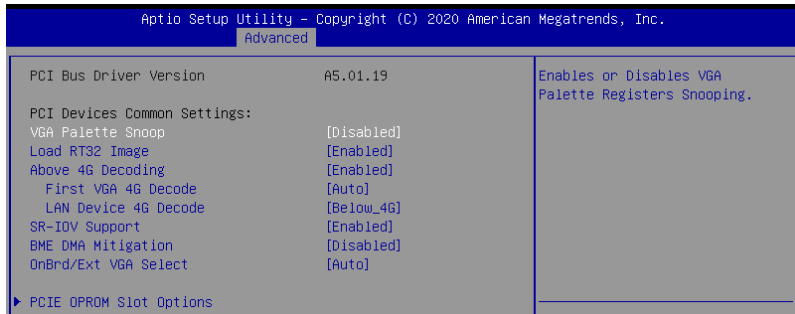 Aptio Setup Utility – Copyright (C) 2020 American Megatrends, Inc.
Advanced
PCI Bus Driver Version A5.01.19
PCI Devices Common Settings:
VGA Palette Snoop [Disabled]
Load RT32 Image [Enabled]
Above 4G Decoding [Enabled]
First VGA 4G Decode [Auto]
LAN Device 4G Decode [Below_4G]
SR-IOV Support [Enabled]
BME DMA Mitigation [Disabled]
OnBrd/Ext VGA Select [Auto]
PCIE OPROM Slot Options
Enables or Disables VGA
Palette Registers Snooping.